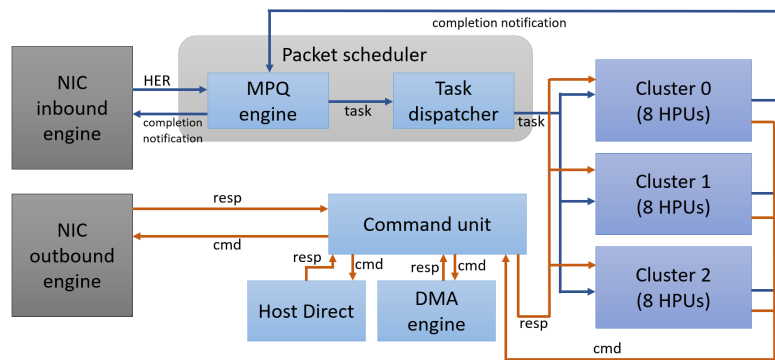 completion notification
Packet scheduler
NIC
inbound
engine
HER
completion
notification
MPQ
engine
task
Task
dispatcher
task
Cluster 0
(8 HPUs)
Cluster 1
(8 HPUs)
Cluster 2
(8 HPUs)
NIC
outbound
engine
resp
cmd
Command unit
resp
cmd
resp
cmd
Host Direct
DMA
engine
resp
cmd